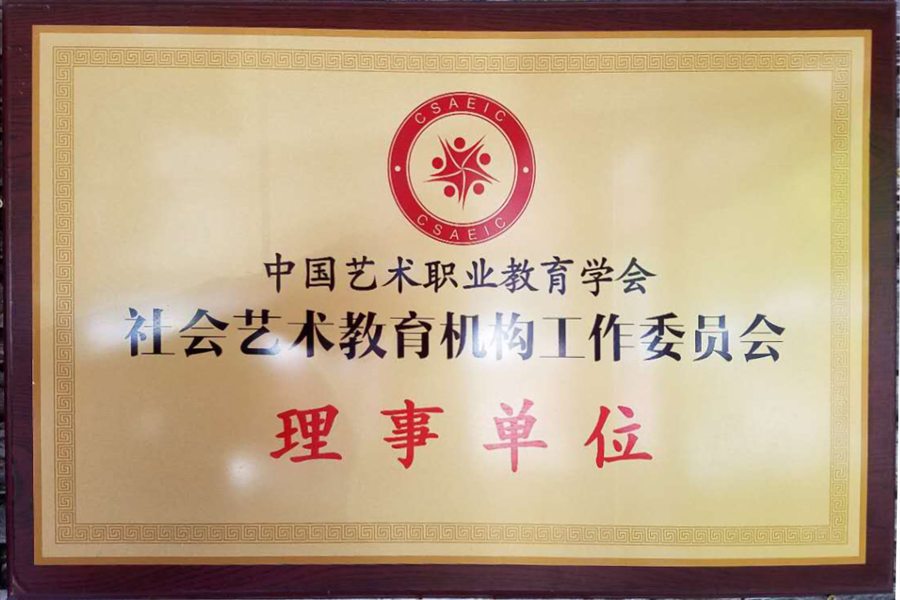 CSAEIC
CSAEIC
中国艺术职业教育学会
社会艺术教育机构工作委员会
理事单位